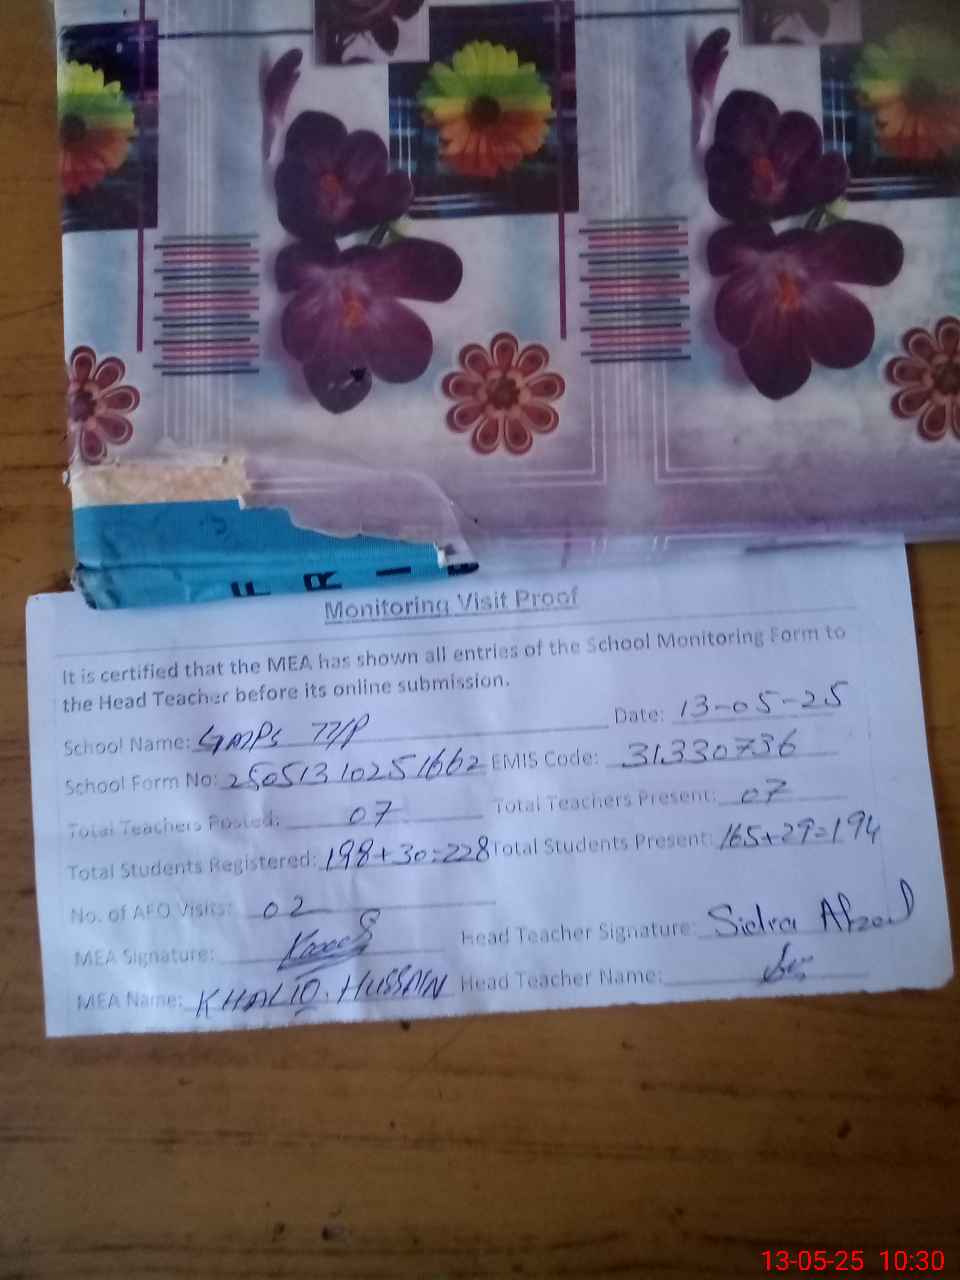 F R I
Monitoring Visit Proof
It is certified that the MEA has shown all entries of the School Monitoring Form to
the Head Teacher before its online submission.
School Name: 77/P Date: 13-05-25
School Form No: 2505131025 1662 EMIS Code: 31330736
Total Teachers Posted: 07 Total Teachers Present: 07
Total Students Registered: 198+30=228 Total Students Present: 165+29=194
No. of AEO Visits: 02
MEA Signature: Head Teacher Signature: Sidra Afzal
MEA Name: KHALIQ HUSSAIN Head Teacher Name:
13-05-25 10:30